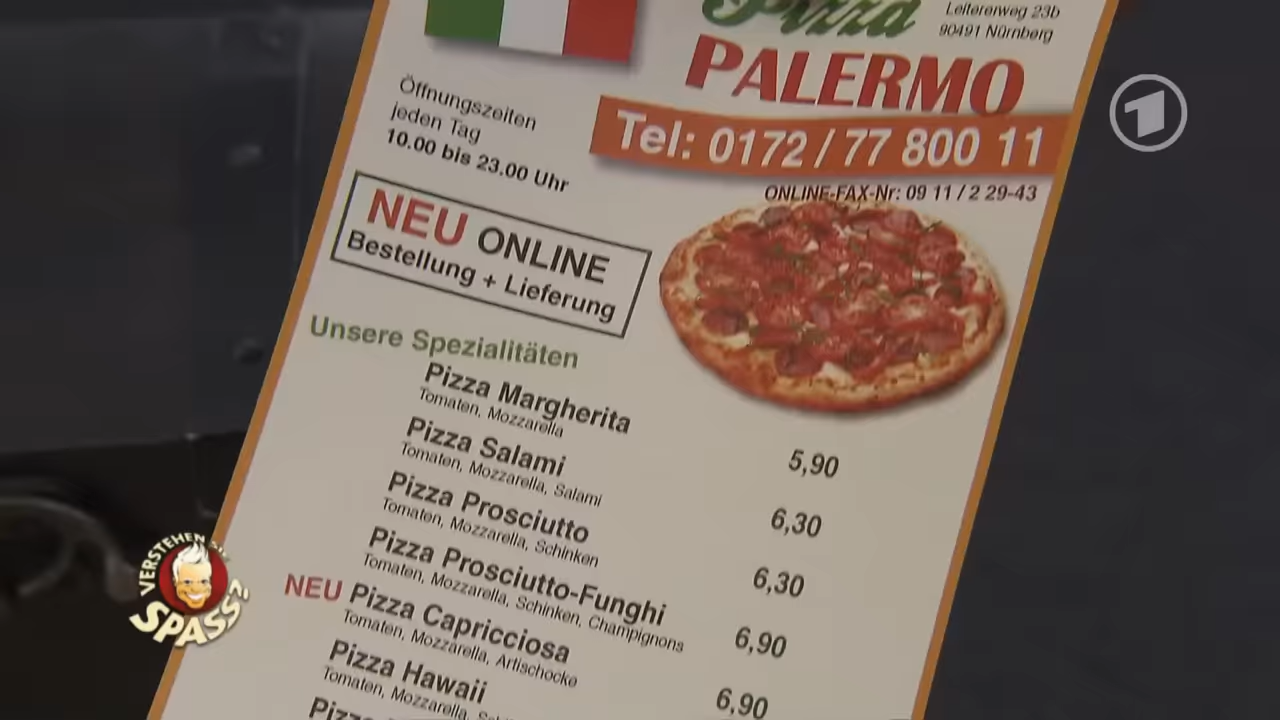 Pizza
PALERMO
Leitererweg 23b
90491 Nürnberg
Tel: 0172 / 77 800 11
ONLINE-FAX-Nr: 09 11 / 2 29-43
Öffnungszeiten
jeden Tag
10.00 bis 23.00 Uhr
NEU ONLINE
Bestellung + Lieferung
Unsere Spezialitäten
Pizza Margherita
Tomaten, Mozzarella
5,90
Pizza Salami
Tomaten, Mozzarella, Salami
6,30
Pizza Prosciutto
Tomaten, Mozzarella, Schinken
6,30
Pizza Prosciutto-Funghi
Tomaten, Mozzarella, Schinken, Champignons
6,90
NEU Pizza Capricciosa
Tomaten, Mozzarella, Artischocke
6,90
Pizza Hawaii
Tomaten, Mozzarella,
Pizza
1
VERSTEHEN SIE
SPASS?